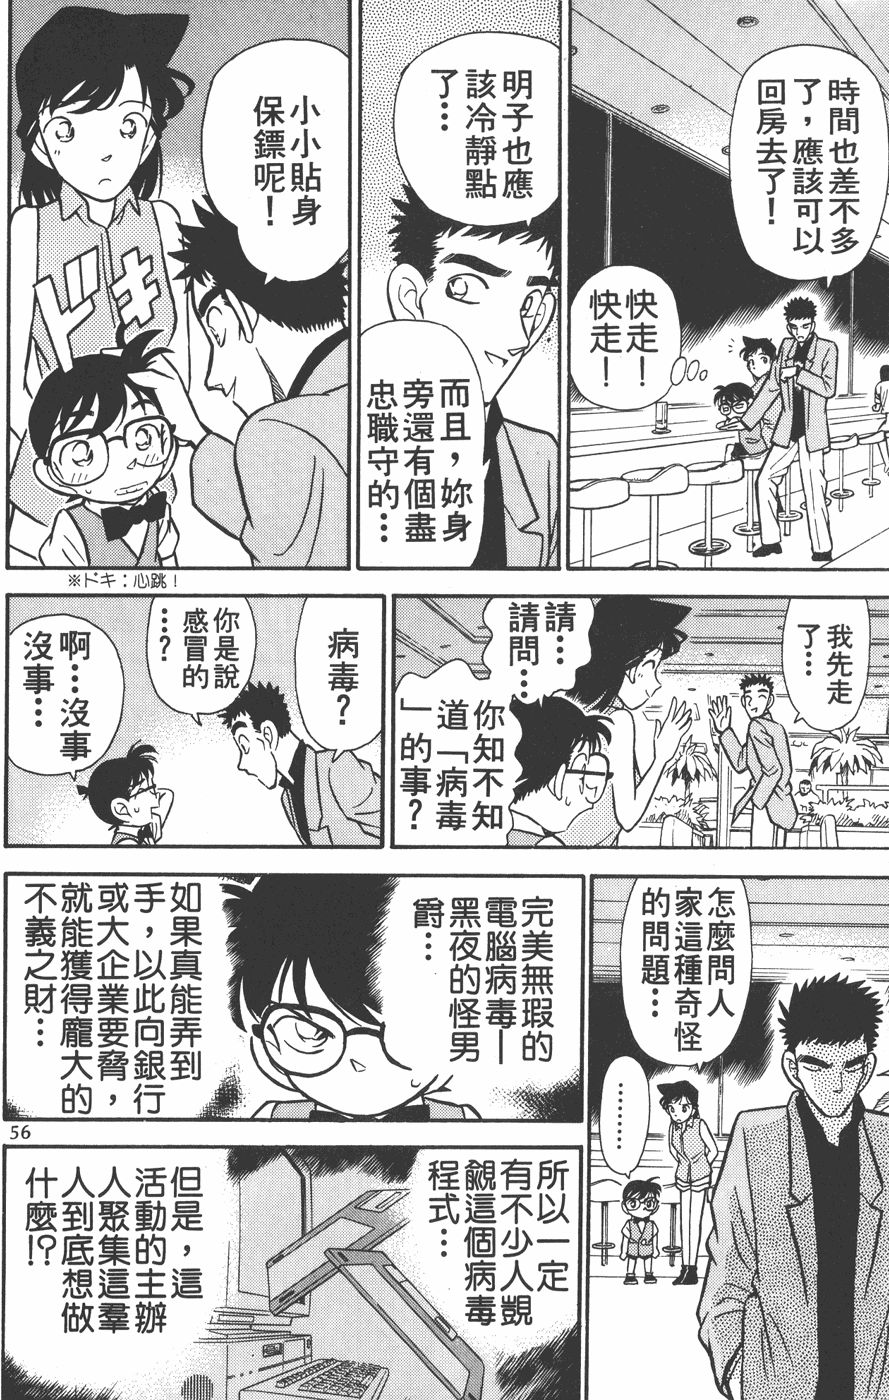 時間也差不多
了，應該可以
回房去了！
快走！
快走！
明子也應
該冷靜點
了…
而且，妳身
旁還有個盡
忠職守的…
小小貼身
保鏢呢！
ドキ
※ドキ：心跳！
我先走
了…
請…
請問…
你知不知
道「病毒
」的事？
病毒？
你是說
感冒的
…？
啊…沒事
沒事…
怎麼問人
家這種奇怪
的問題…
……
完美無瑕的
電腦病毒—
黑夜的怪男
爵…
如果真能弄到
手，以此向銀行
或大企業要脅，
就能獲得龐大的
不義之財…
56
所以一定
有不少人覬
覦這個病毒
程式…
但是，這
活動的主辦
人聚集這羣
人到底想做
什麼!?